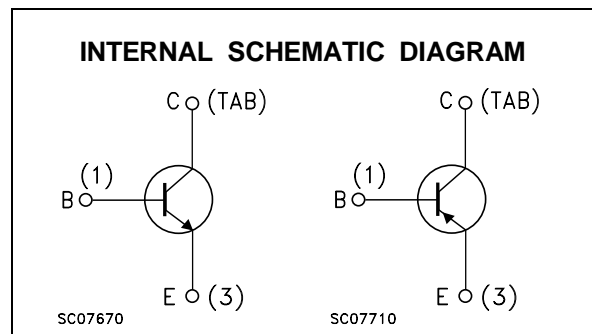 INTERNAL SCHEMATIC DIAGRAM
C (TAB)
C (TAB)
(1)
B
(1)
B
E (3)
E (3)
SC07670
SC07710